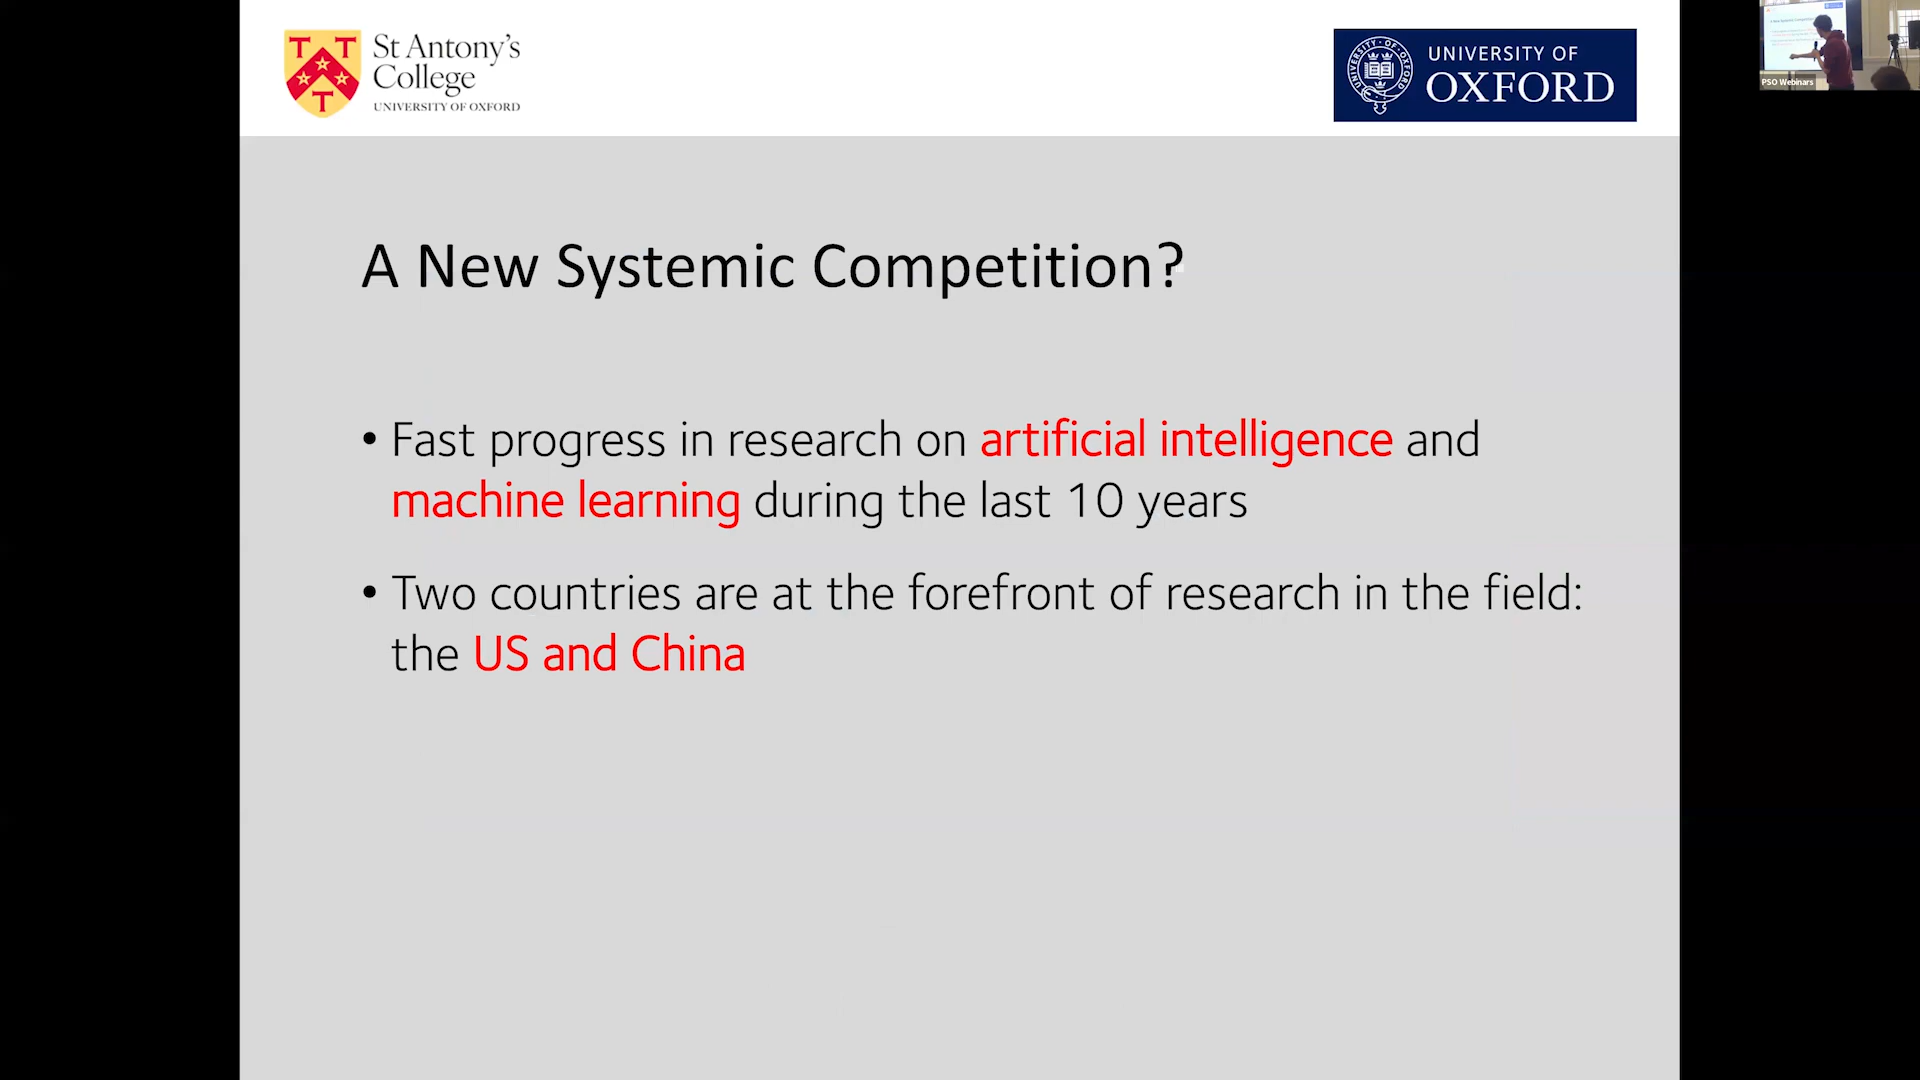 St Antony's
College
UNIVERSITY OF OXFORD
UNIVERSITY OF
OXFORD
PSO Webinars
A New Systemic Competition?
• Fast progress in research on artificial intelligence and
machine learning during the last 10 years
• Two countries are at the forefront of research in the field:
the US and China